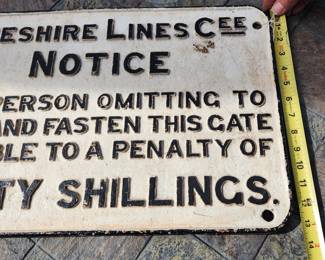 ESHIRE LINES CEE
NOTICE
PERSON OMITTING TO
AND FASTEN THIS GATE
BLE TO A PENALTY OF
TY SHILLINGS.